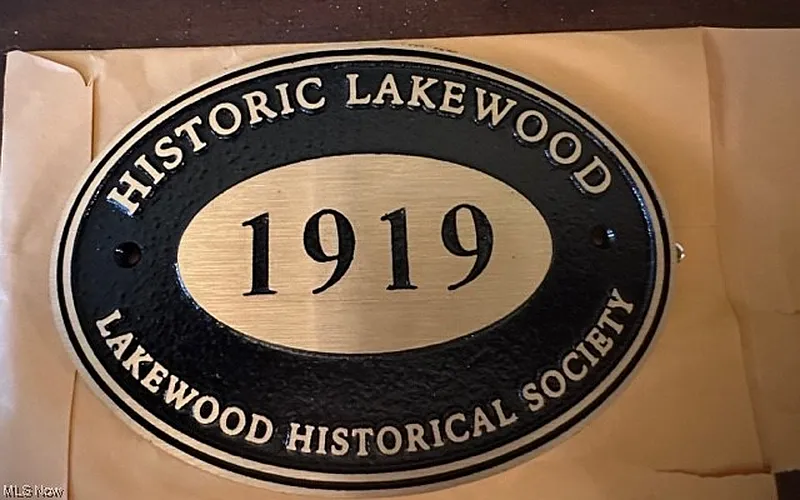 HISTORIC LAKEWOOD
1919
LAKEWOOD HISTORICAL SOCIETY
MLS Now